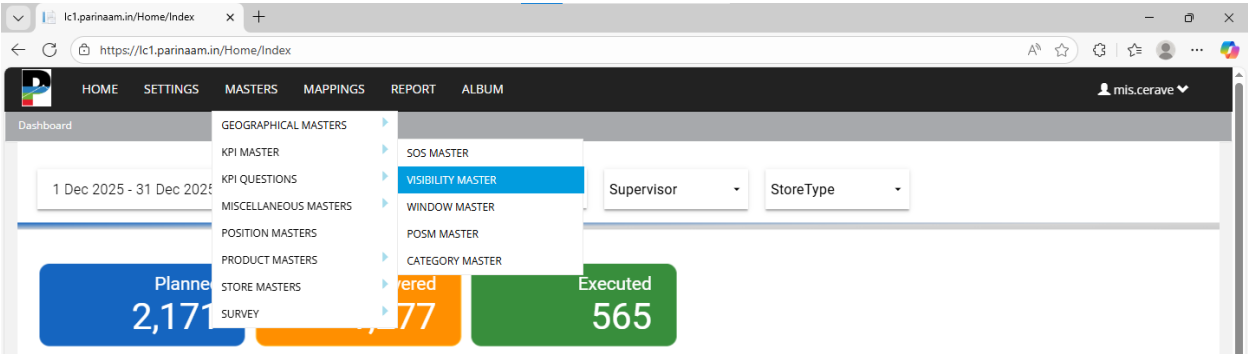 lc1.parinaam.in/Home/Index
https://lc1.parinaam.in/Home/Index
HOME SETTINGS MASTERS MAPPINGS REPORT ALBUM mis.cerave
Dashboard
GEOGRAPHICAL MASTERS
KPI MASTER
KPI QUESTIONS
MISCELLANEOUS MASTERS
POSITION MASTERS
PRODUCT MASTERS
STORE MASTERS
SURVEY
SOS MASTER
VISIBILITY MASTER
WINDOW MASTER
POSM MASTER
CATEGORY MASTER
1 Dec 2025 - 31 Dec 2025 Supervisor StoreType
Executed
565